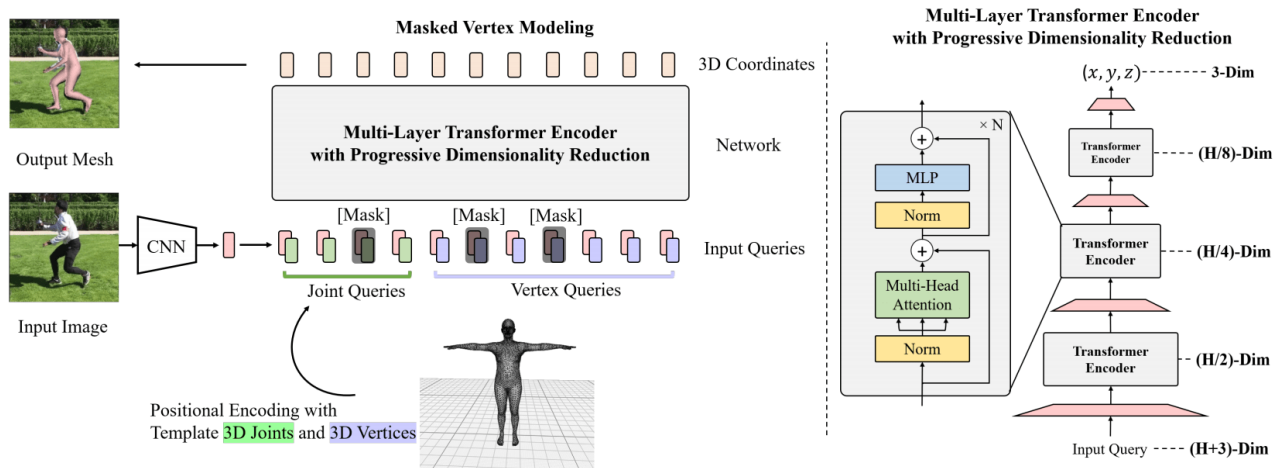 Masked Vertex Modeling
3D Coordinates
Multi-Layer Transformer Encoder
with Progressive Dimensionality Reduction
Network
Output Mesh
[Mask]
[Mask]
[Mask]
CNN
Input Queries
Joint Queries
Vertex Queries
Input Image
Positional Encoding with
Template 3D Joints and 3D Vertices
Multi-Layer Transformer Encoder
with Progressive Dimensionality Reduction
(x, y, z)
3-Dim
× N
+
MLP
Norm
+
Multi-Head
Attention
Norm
Transformer
Encoder
(H/8)-Dim
Transformer
Encoder
(H/4)-Dim
Transformer
Encoder
(H/2)-Dim
Input Query
(H+3)-Dim